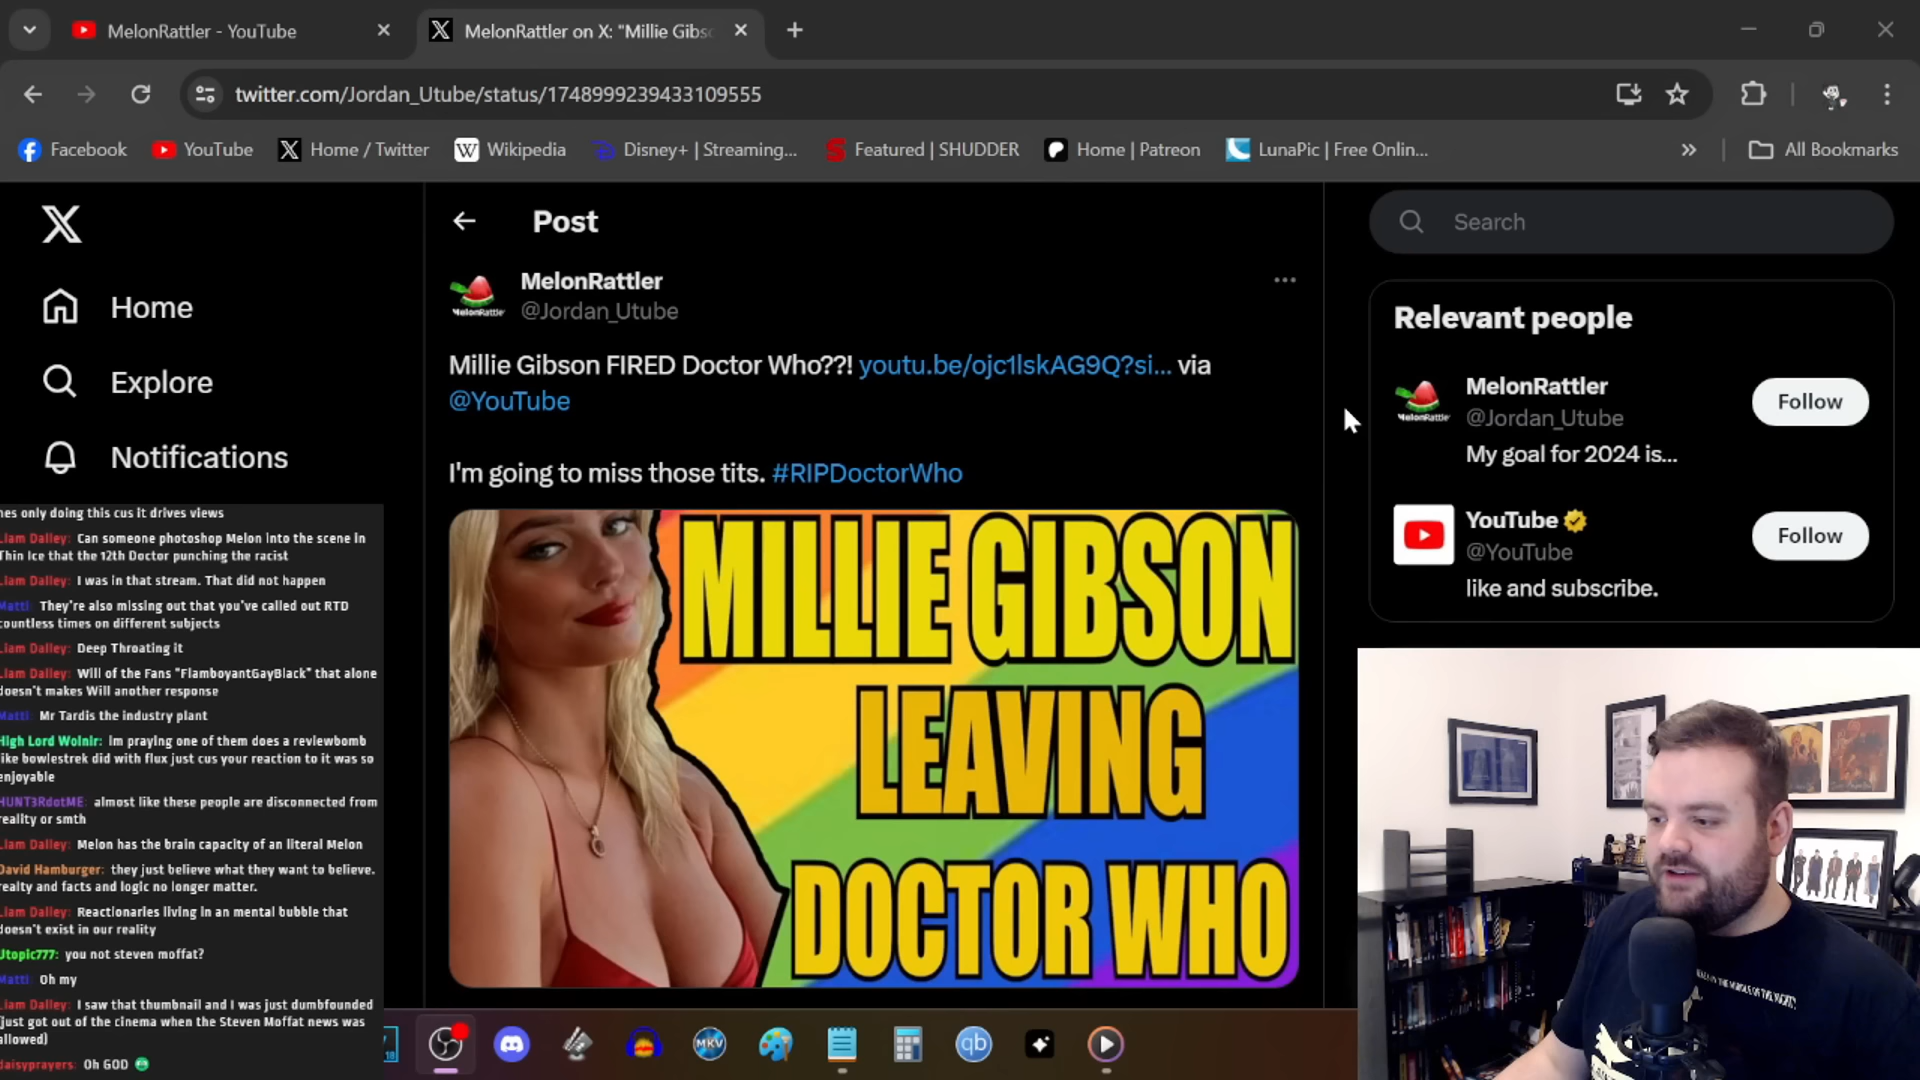 MelonRattler - YouTube
MelonRattler on X: "Millie Gibs
twitter.com/Jordan_Utube/status/1748999239433109555
Facebook
YouTube
Home / Twitter
Wikipedia
Disney+ | Streaming...
Featured | SHUDDER
Home | Patreon
LunaPic | Free Onlin...
All Bookmarks
Home
Explore
Notifications
Post
MelonRattler
@Jordan_Utube
Millie Gibson FIRED Doctor Who??! youtu.be/ojc1lskAG9Q?si... via
@YouTube
I'm going to miss those tits. #RIPDoctorWho
MILLIE GIBSON
LEAVING
DOCTOR WHO
Search
Relevant people
MelonRattler
@Jordan_Utube
My goal for 2024 is...
Follow
YouTube
@YouTube
like and subscribe.
Follow
hes only doing this cus it drives views
Liam Dalley: Can someone photoshop Melon into the scene in
Thin Ice that the 12th Doctor punching the racist
Liam Dalley: I was in that stream. That did not happen
Matti: They're also missing out that you've called out RTD
countless times on different subjects
Liam Dalley: Deep Throating it
Liam Dalley: Will of the Fans "FlamboyantGayBlack" that alone
doesn't makes Will another response
Matti: Mr Tardis the industry plant
High Lord Wolnir: Im praying one of them does a reviewbomb
like bowlestrek did with flux just cus your reaction to it was so
enjoyable
HUNT3RdotME: almost like these people are disconnected from
reality or smth
Liam Dalley: Melon has the brain capacity of an literal Melon
David Hamburger: they just believe what they want to believe.
realty and facts and logic no longer matter.
Liam Dalley: Reactionaries living in an mental bubble that
doesn't exist in our reality
Utopic777: you not steven moffat?
Matti: Oh my
Liam Dalley: I saw that thumbnail and I was just dumbfounded
(just got out of the cinema when the Steven Moffat news was
allowed)
daisyprayers: Oh GOD
MKV
qb